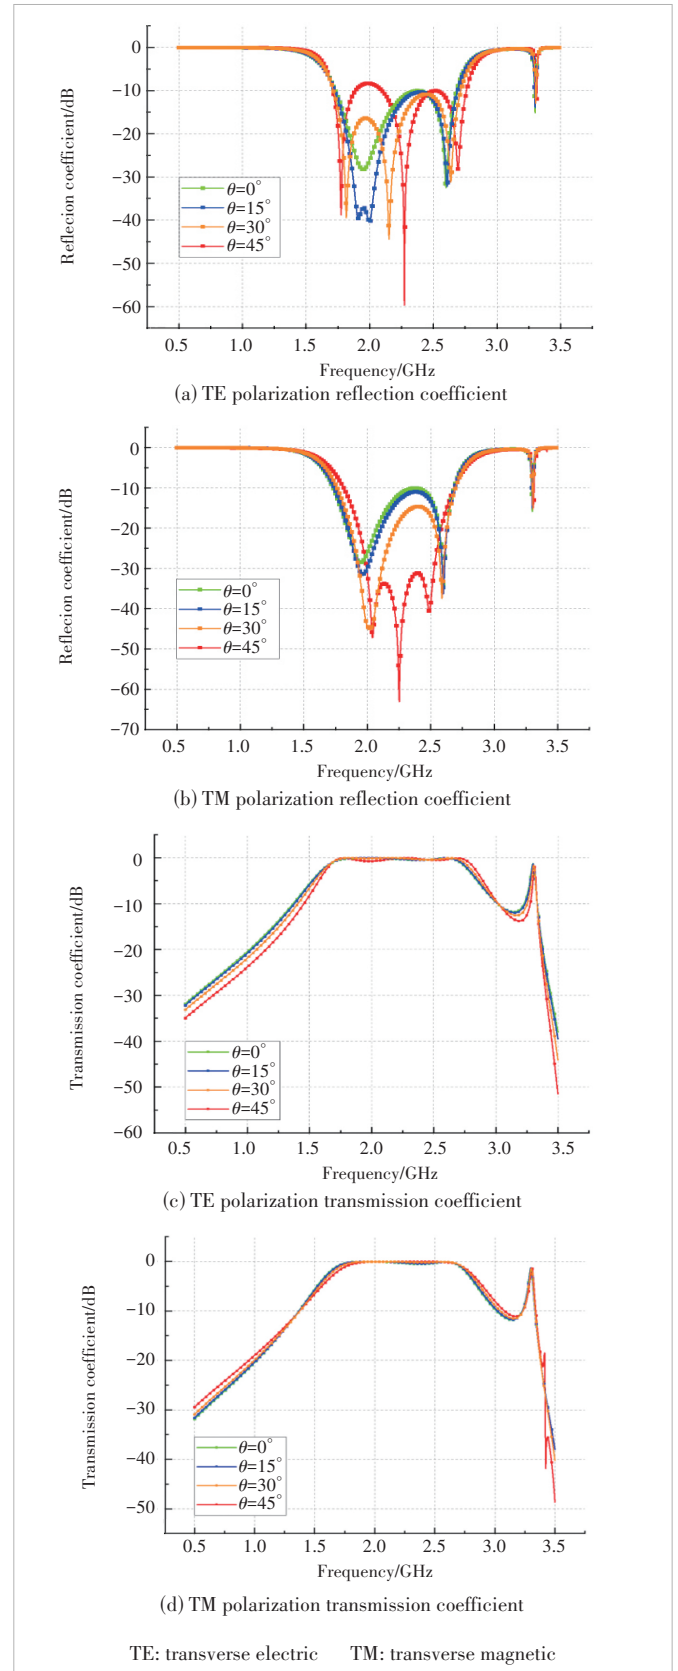 0
−10
−20
−30
−40
−50
−60
Reflecion coefficient/dB
θ=0°
θ=15°
θ=30°
θ=45°
0.5 1.0 1.5 2.0 2.5 3.0 3.5
Frequency/GHz
(a) TE polarization reflection coefficient
0
−10
−20
−30
−40
−50
−60
−70
Reflecion coefficient/dB
θ=0°
θ=15°
θ=30°
θ=45°
0.5 1.0 1.5 2.0 2.5 3.0 3.5
Frequency/GHz
(b) TM polarization reflection coefficient
0
−10
−20
−30
−40
−50
−60
Transmission coefficient/dB
θ=0°
θ=15°
θ=30°
θ=45°
0.5 1.0 1.5 2.0 2.5 3.0 3.5
Frequency/GHz
(c) TE polarization transmission coefficient
0
−10
−20
−30
−40
−50
Transmission coefficient/dB
θ=0°
θ=15°
θ=30°
θ=45°
0.5 1.0 1.5 2.0 2.5 3.0 3.5
Frequency/GHz
(d) TM polarization transmission coefficient
TE: transverse electric TM: transverse magnetic